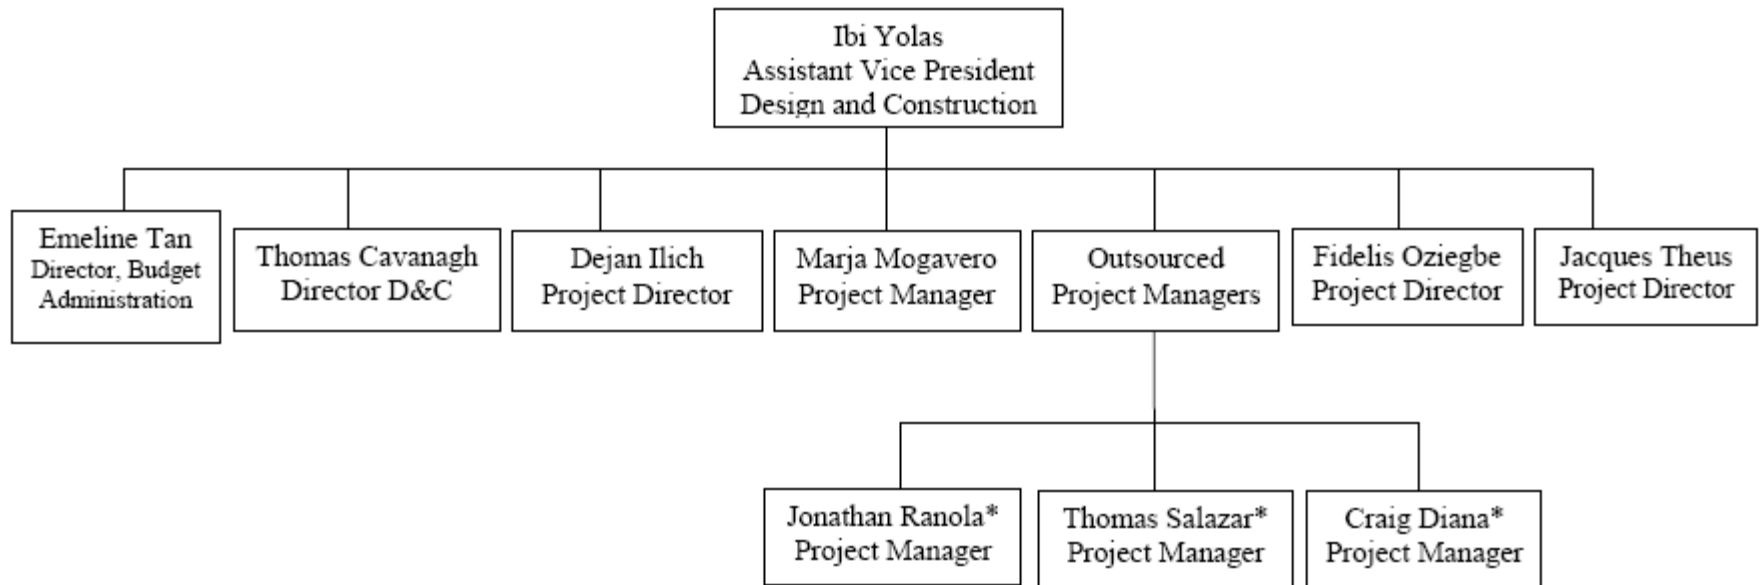 Ibi Yolas
Assistant Vice President
Design and Construction
Emeline Tan
Director, Budget
Administration
Thomas Cavanagh
Director D&C
Dejan Ilich
Project Director
Marja Mogavero
Project Manager
Outsourced
Project Managers
Fidelis Oziegbe
Project Director
Jacques Theus
Project Director
Jonathan Ranola*
Project Manager
Thomas Salazar*
Project Manager
Craig Diana*
Project Manager